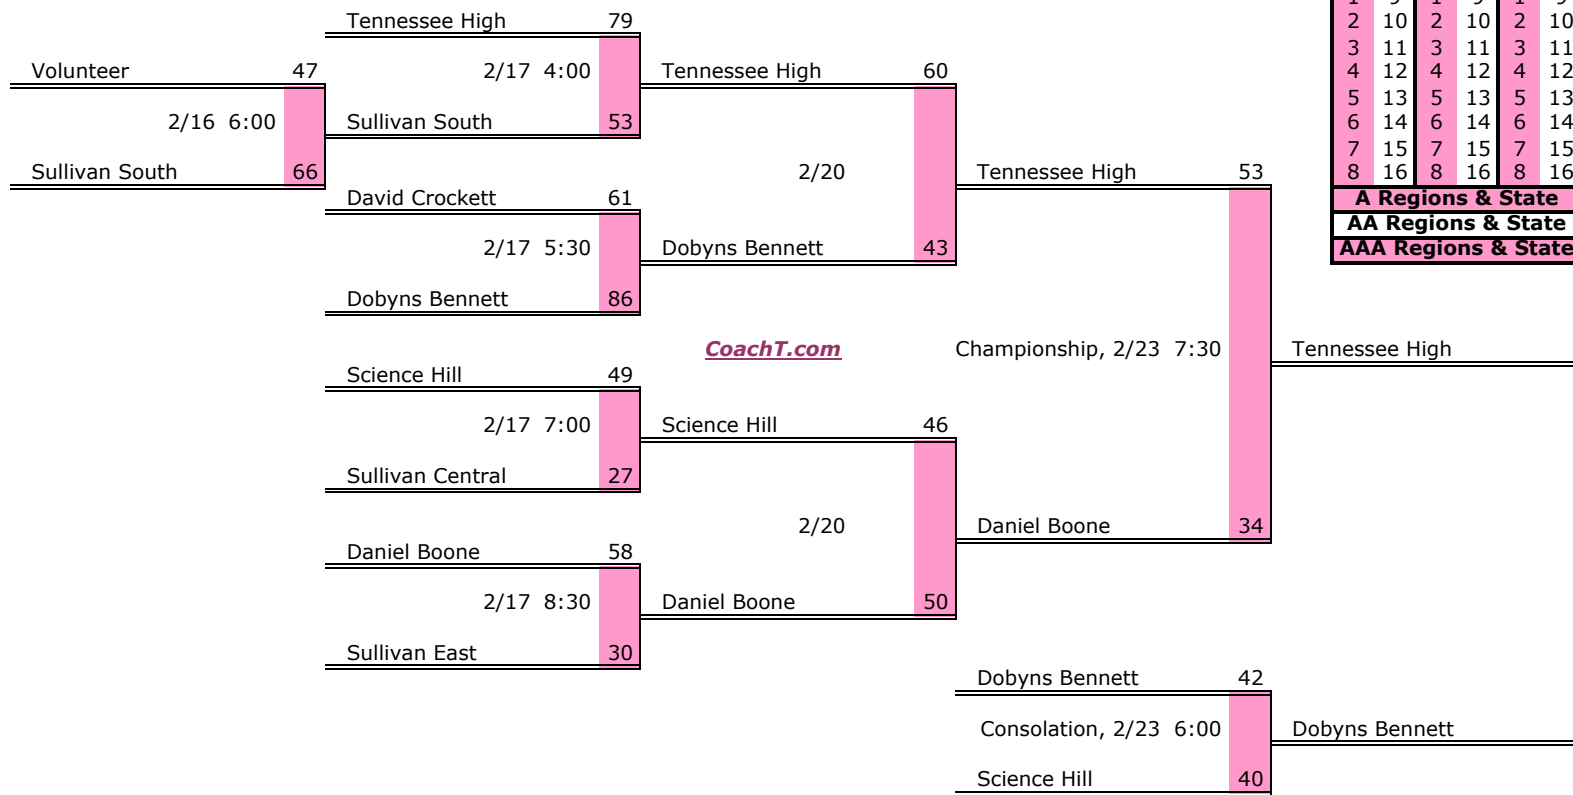 1 9 1 9 1 9
Tennessee High 79
2 10 2 10 2 10
3 11 3 11 3 11
Volunteer 47
2/17 4:00
Tennessee High 60
4 12 4 12 4 12
5 13 5 13 5 13
2/16 6:00
Sullivan South 53
6 14 6 14 6 14
7 15 7 15 7 15
Sullivan South 66
2/20
Tennessee High 53
8 16 8 16 8 16
David Crockett 61
A Regions & State
AA Regions & State
2/17 5:30
Dobyns Bennett 43
AAA Regions & State
Dobyns Bennett 86
CoachT.com
Championship, 2/23 7:30
Tennessee High
Science Hill 49
2/17 7:00
Science Hill 46
Sullivan Central 27
2/20
Daniel Boone 34
Daniel Boone 58
2/17 8:30
Daniel Boone 50
Sullivan East 30
Dobyns Bennett 42
Consolation, 2/23 6:00
Dobyns Bennett
Science Hill 40